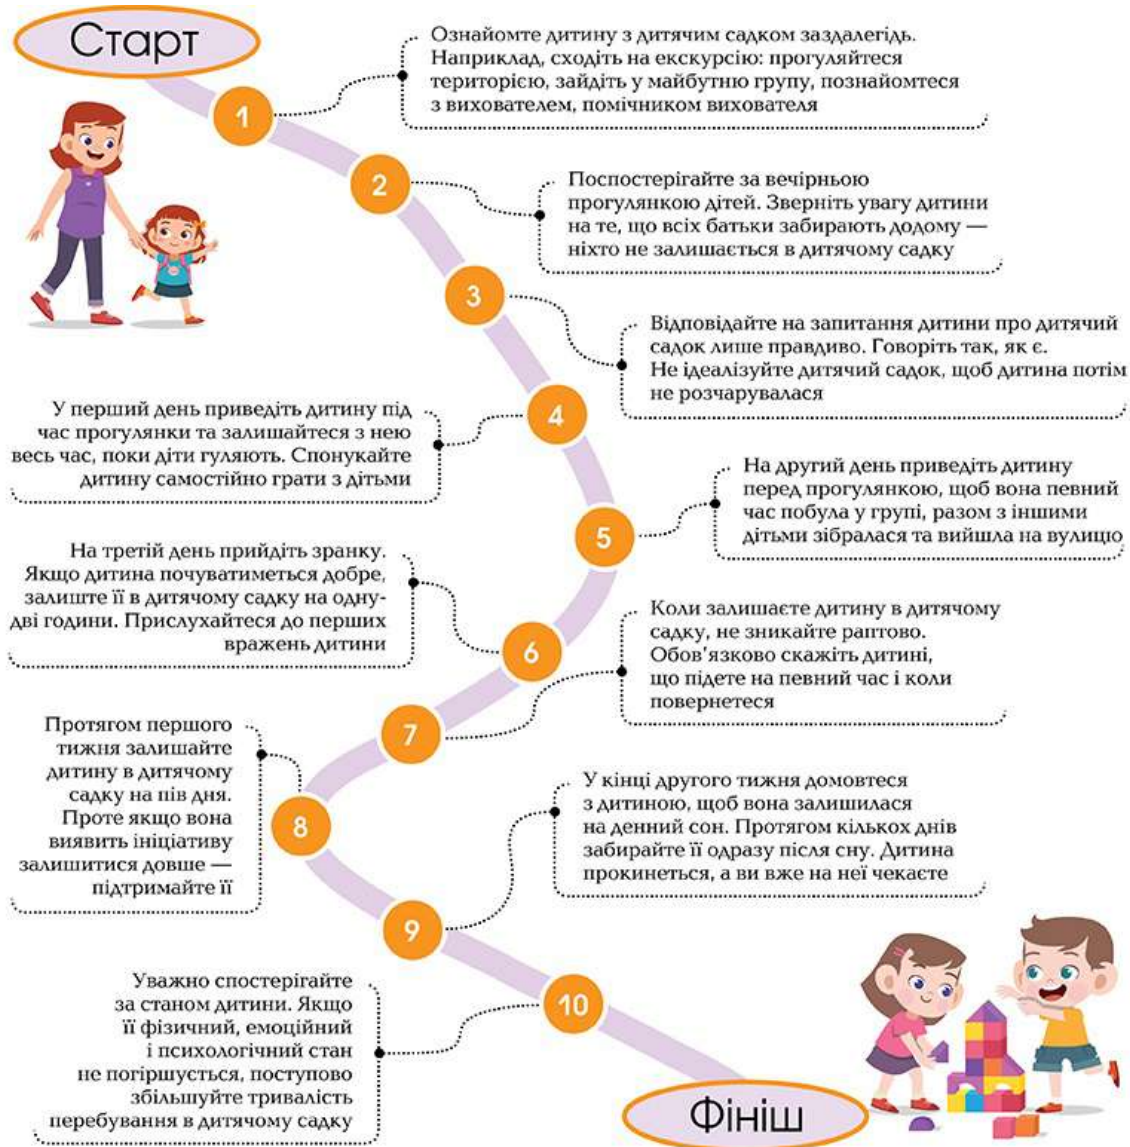 Старт
1
Ознайомте дитину з дитячим садком заздалегідь.
Наприклад, сходіть на екскурсію: прогуляйтеся
територією, зайдіть у майбутню групу, познайомтеся
з вихователем, помічником вихователя
2
Поспостерігайте за вечірньою
прогулянкою дітей. Зверніть увагу дитини
на те, що всіх батьки забирають додому —
ніхто не залишається в дитячому садку
3
Відповідайте на запитання дитини про дитячий
садок лише правдиво. Говоріть так, як є.
Не ідеалізуйте дитячий садок, щоб дитина потім
не розчарувалася
4
У перший день приведіть дитину під
час прогулянки та залишайтеся з нею
весь час, поки діти гуляють. Спонукайте
дитину самостійно грати з дітьми
5
На другий день приведіть дитину
перед прогулянкою, щоб вона певний
час побула у групі, разом з іншими
дітьми зібралася та вийшла на вулицю
6
На третій день прийдіть зранку.
Якщо дитина почуватиметься добре,
залиште її в дитячому садку на одну-
дві години. Прислухайтеся до перших
вражень дитини
7
Коли залишаєте дитину в дитячому
садку, не зникайте раптово.
Обов’язково скажіть дитині,
що підете на певний час і коли
повернетеся
8
Протягом першого
тижня залишайте
дитину в дитячому
садку на пів дня.
Проте якщо вона
виявить ініціативу
залишитися довше —
підтримайте її
9
У кінці другого тижня домовтеся
з дитиною, щоб вона залишилася
на денний сон. Протягом кількох днів
забирайте її одразу після сну. Дитина
прокинеться, а ви вже на неї чекаєте
10
Уважно спостерігайте
за станом дитини. Якщо
її фізичний, емоційний
і психологічний стан
не погіршується, поступово
збільшуйте тривалість
перебування в дитячому садку
Фініш